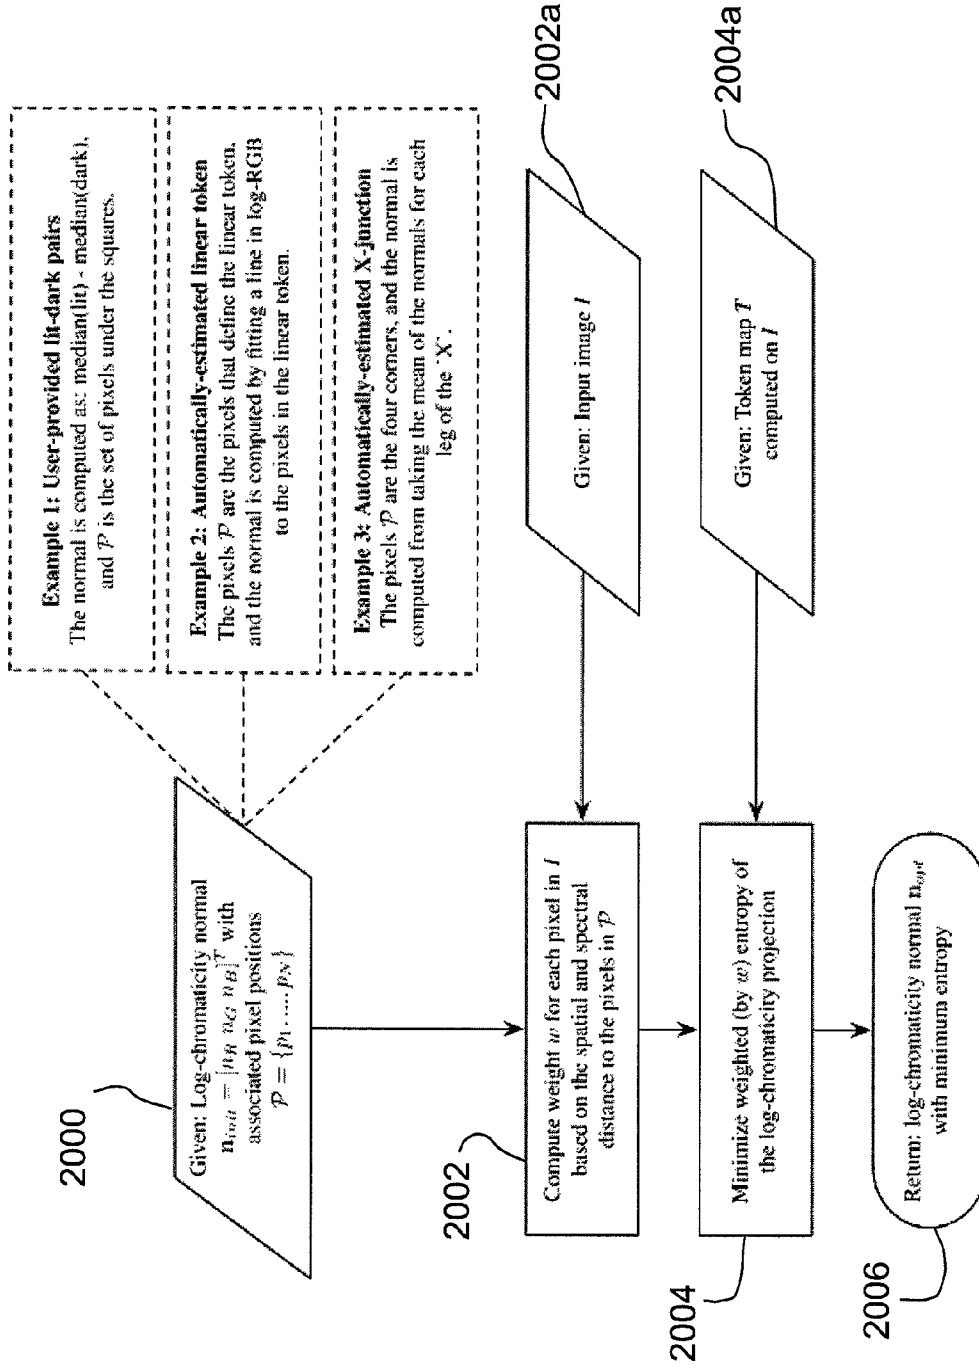 2000
Given: Log-chromaticity normal
n_init = [n_R n_G n_B]^T with
associated pixel positions
𝒫 = {p_1, ..., p_N}
Example 1: User-provided lit-dark pairs
The normal is computed as: median(lit) - median(dark),
and 𝒫 is the set of pixels under the squares.
Example 2: Automatically-estimated linear token
The pixels 𝒫 are the pixels that define the linear token,
and the normal is computed by fitting a line in log-RGB
to the pixels in the linear token.
Example 3: Automatically-estimated X-junction
The pixels 𝒫 are the four corners, and the normal is
computed from taking the mean of the normals for each
leg of the `X'.
2002
Compute weight w for each pixel in I
based on the spatial and spectral
distance to the pixels in 𝒫
Given: Input image I
2002a
2004
Minimize weighted (by w) entropy of
the log-chromaticity projection
Given: Token map T
computed on I
2004a
2006
Return: log-chromaticity normal n_opt
with minimum entropy